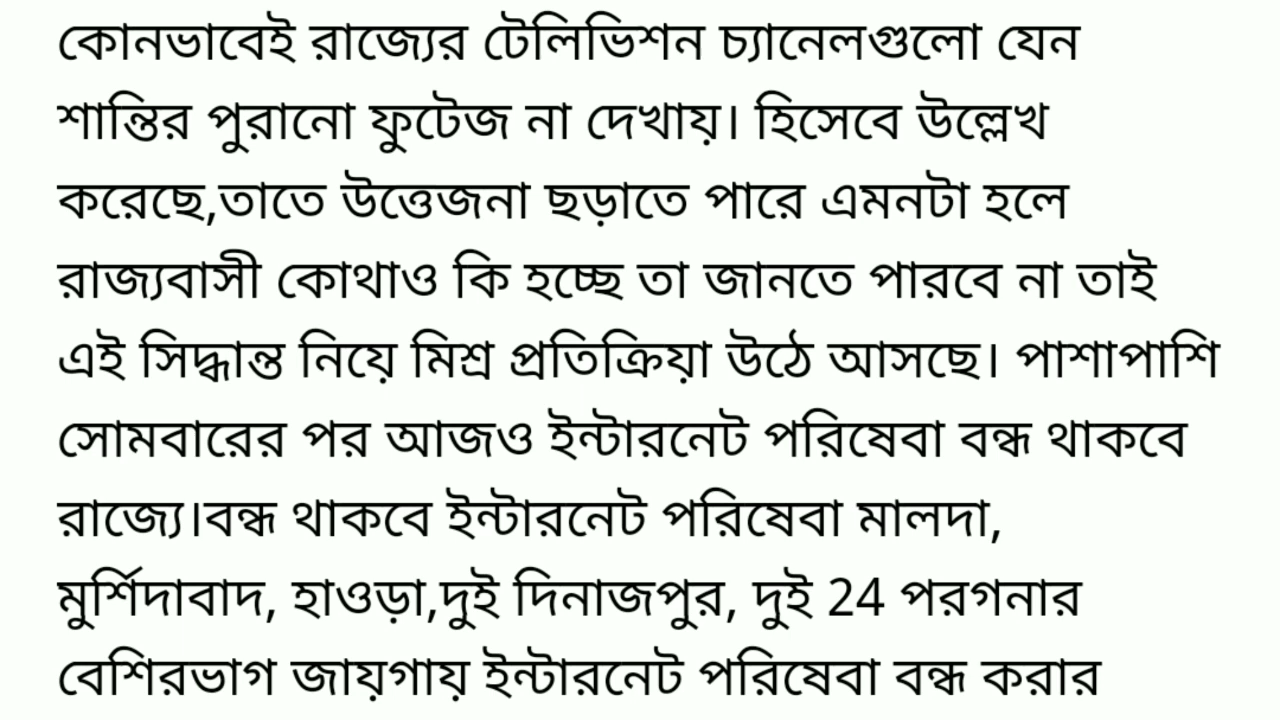 কোনভাবেই রাজ্যের টেলিভিশন চ্যানেলগুলো যেন
শান্তির পুরানো ফুটেজ না দেখায়। হিসেবে উল্লেখ
করেছে,তাতে উত্তেজনা ছড়াতে পারে এমনটা হলে
রাজ্যবাসী কোথাও কি হচ্ছে তা জানতে পারবে না তাই
এই সিদ্ধান্ত নিয়ে মিশ্র প্রতিক্রিয়া উঠে আসছে। পাশাপাশি
সোমবারের পর আজও ইন্টারনেট পরিষেবা বন্ধ থাকবে
রাজ্যে।বন্ধ থাকবে ইন্টারনেট পরিষেবা মালদা,
মুর্শিদাবাদ, হাওড়া,দুই দিনাজপুর, দুই 24 পরগনার
বেশিরভাগ জায়গায় ইন্টারনেট পরিষেবা বন্ধ করার